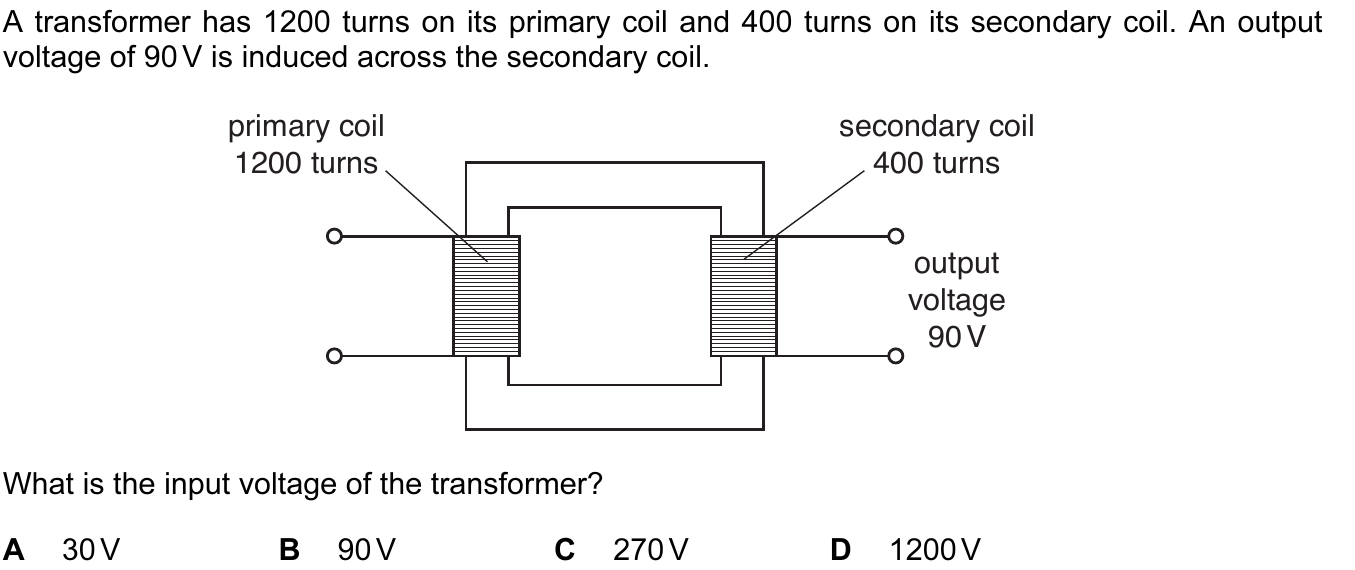 A transformer has 1200 turns on its primary coil and 400 turns on its secondary coil. An output
voltage of 90 V is induced across the secondary coil.
primary coil
1200 turns
secondary coil
400 turns
output
voltage
90 V
What is the input voltage of the transformer?
A 30 V B 90 V C 270 V D 1200 V